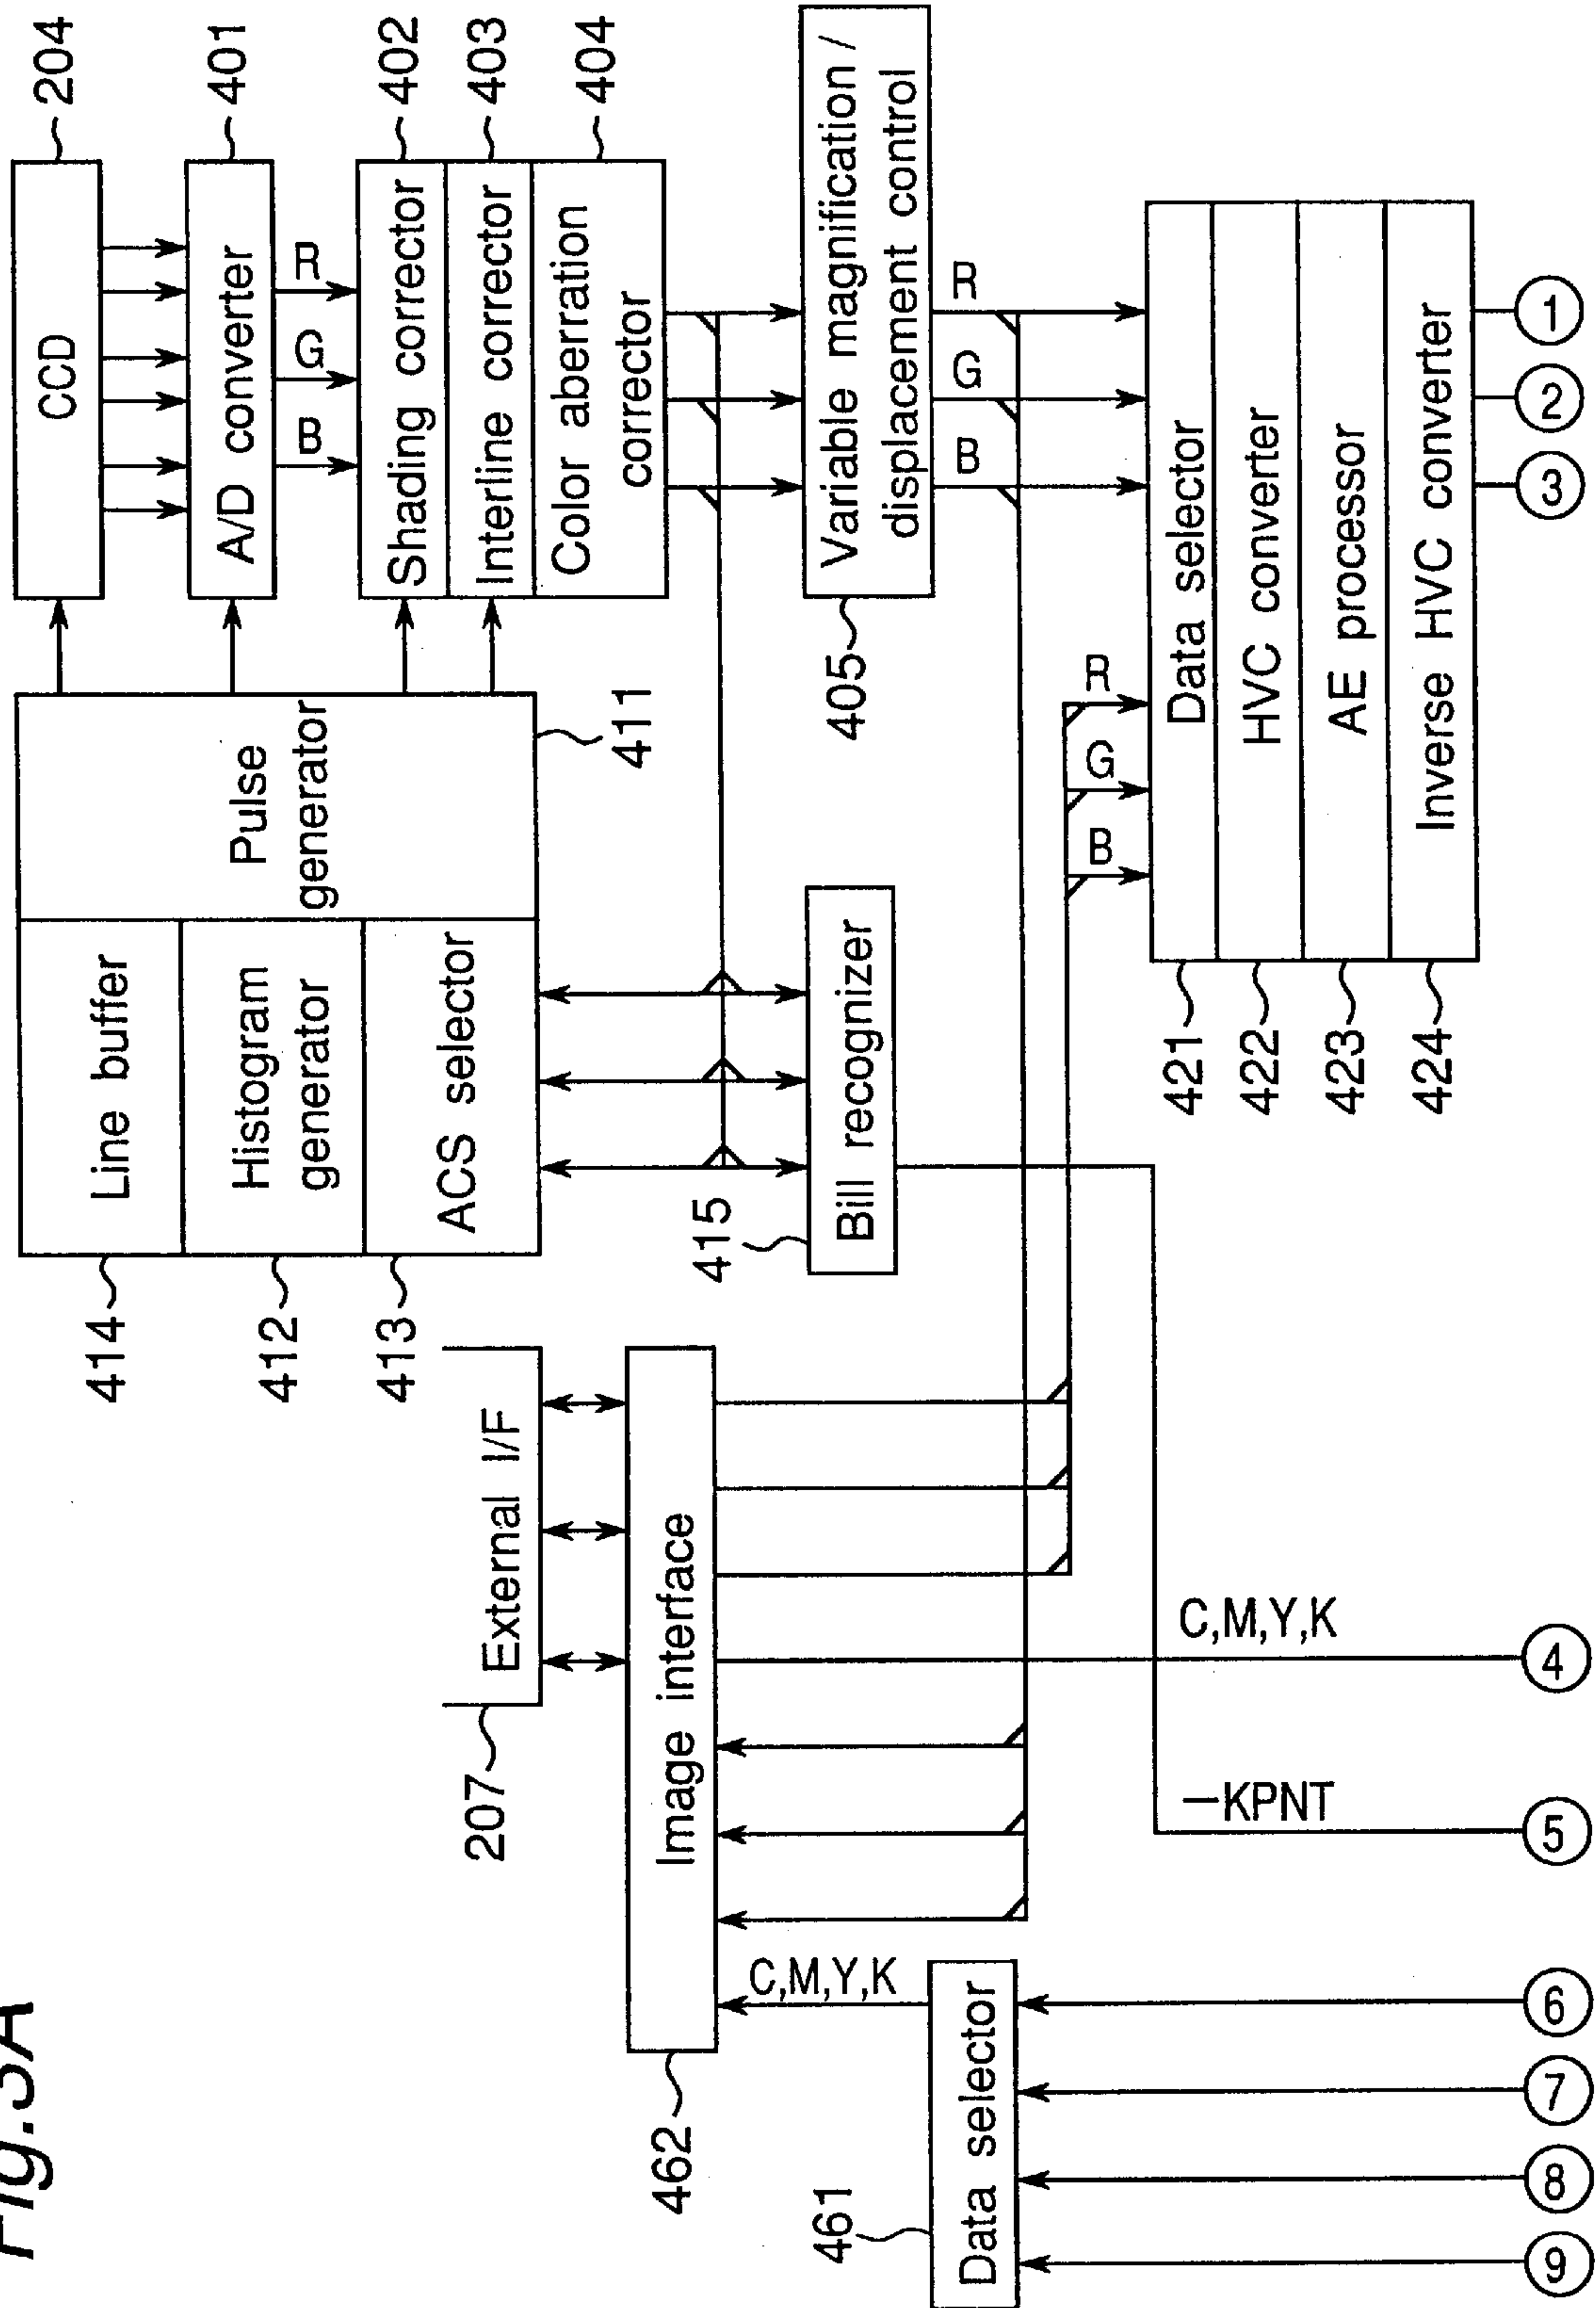 Fig.3A
CCD
204
A/D converter
401
R
G
B
Shading corrector
402
Interline corrector
403
Color aberration
corrector
404
Variable magnification /
displacement control
405
R
G
B
Pulse
generator
411
Line buffer
414
Histogram
generator
412
ACS selector
413
Bill recognizer
415
External I/F
207
Image interface
462
R
G
B
Data selector
421
HVC converter
422
AE processor
423
Inverse HVC converter
424
C,M,Y,K
−KPNT
C,M,Y,K
Data selector
461
1
2
3
4
5
6
7
8
9